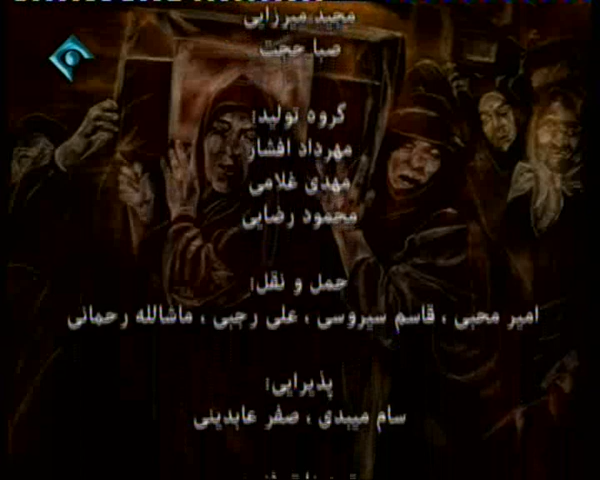 مجید میرزایی
صبا حجت
گروه تولید:
مهرداد افشار
مهدی غلامی
محمود رضایی
حمل و نقل:
امیر محبی ، قاسم سیروسی ، علی رجبی ، ماشالله رحمانی
پذیرایی:
سام میبدی ، صفر عابدینی